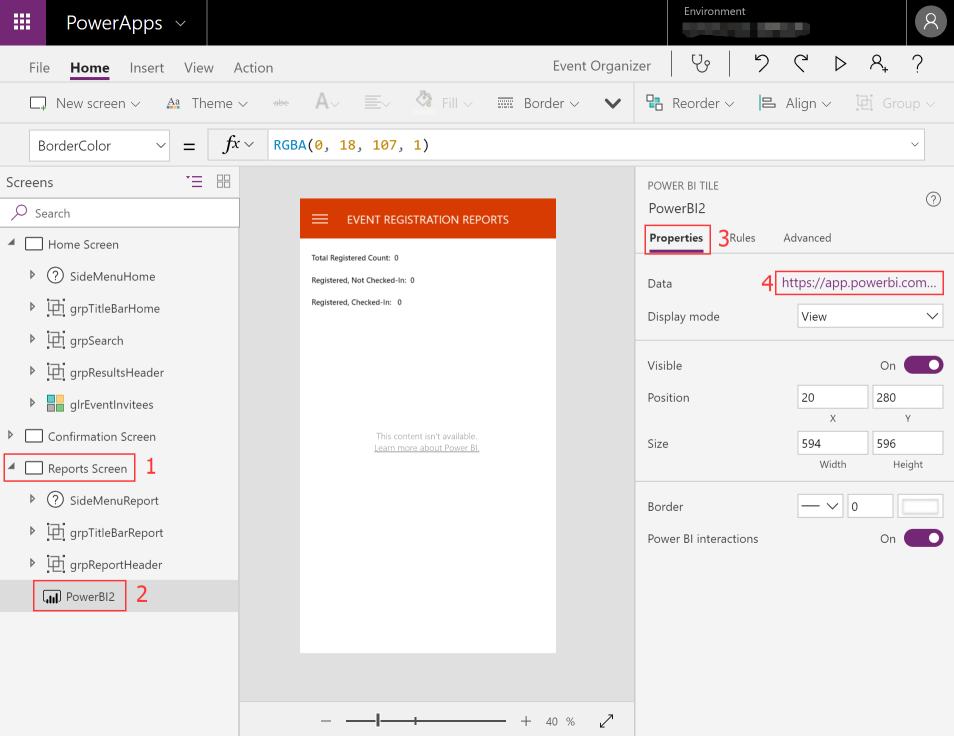 PowerApps
Environment
File Home Insert View Action
Event Organizer
New screen Theme abc A Fill Border Reorder Align Group
BorderColor = fx RGBA(0, 18, 107, 1)
Screens
Search
Home Screen
SideMenuHome
grpTitleBarHome
grpSearch
grpResultsHeader
glrEventInvitees
Confirmation Screen
Reports Screen 1
SideMenuReport
grpTitleBarReport
grpReportHeader
PowerBI2 2
EVENT REGISTRATION REPORTS
Total Registered Count: 0
Registered, Not Checked-In: 0
Registered, Checked-In: 0
This content isn't available.
Learn more about Power BI.
40 %
POWER BI TILE
PowerBI2
Properties 3 Rules Advanced
Data 4 https://app.powerbi.com...
Display mode View
Visible On
Position 20 280
X Y
Size 594 596
Width Height
Border 0
Power BI interactions On